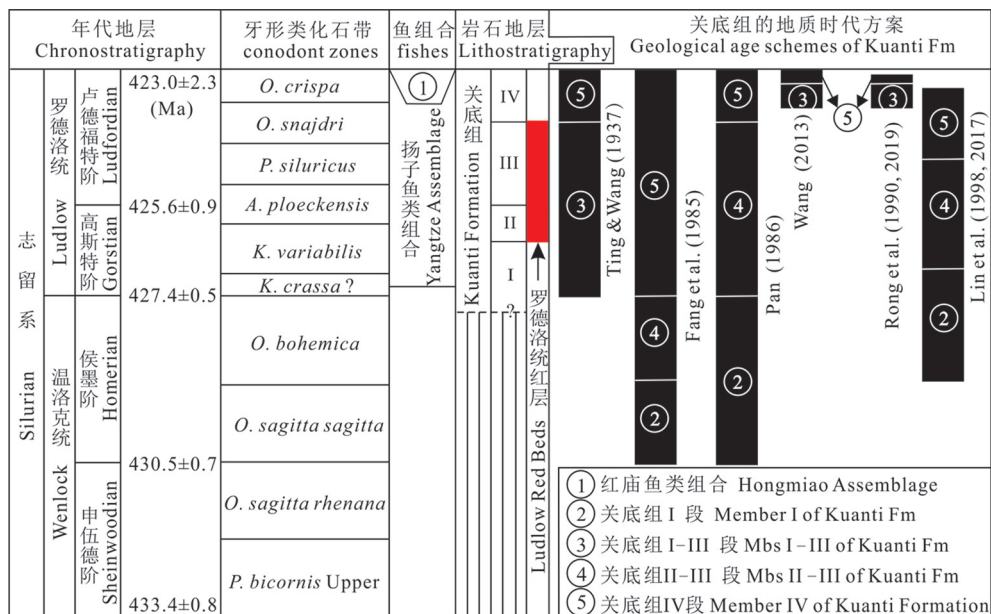 年代地层
Chronostratigraphy
牙形类化石带
conodont zones
鱼组合
fishes
岩石地层
Lithostratigraphy
关底组的地质时代方案
Geological age schemes of Kuanti Fm
志留系
Silurian
罗德洛统
Ludlow
温洛克统
Wenlock
卢德福特阶
Ludfordian
高斯特阶
Gorstian
侯墨阶
Homerian
申伍德阶
Sheinwoodian
423.0±2.3
(Ma)
425.6±0.9
427.4±0.5
430.5±0.7
433.4±0.8
O. crispa
O. snajdri
P. siluricus
A. ploeckensis
K. variabilis
K. crassa ?
O. bohemica
O. sagitta sagitta
O. sagitta rhenana
P. bicornis Upper
①
扬子鱼类组合
Yangtze Assemblage
关底组
Kuanti Formation
IV
III
II
I
?
罗德洛统红层
Ludlow Red Beds
⑤
③
Ting & Wang (1937)
⑤
④
②
Fang et al. (1985)
⑤
④
②
Pan (1986)
③
Wang (2013)
⑤
③
Rong et al. (1990, 2019)
⑤
④
②
Lin et al. (1998, 2017)
① 红庙鱼类组合 Hongmiao Assemblage
② 关底组 I 段 Member I of Kuanti Fm
③ 关底组 I-III 段 Mbs I-III of Kuanti Fm
④ 关底组II-III 段 Mbs II-III of Kuanti Fm
⑤ 关底组IV段 Member IV of Kuanti Formation